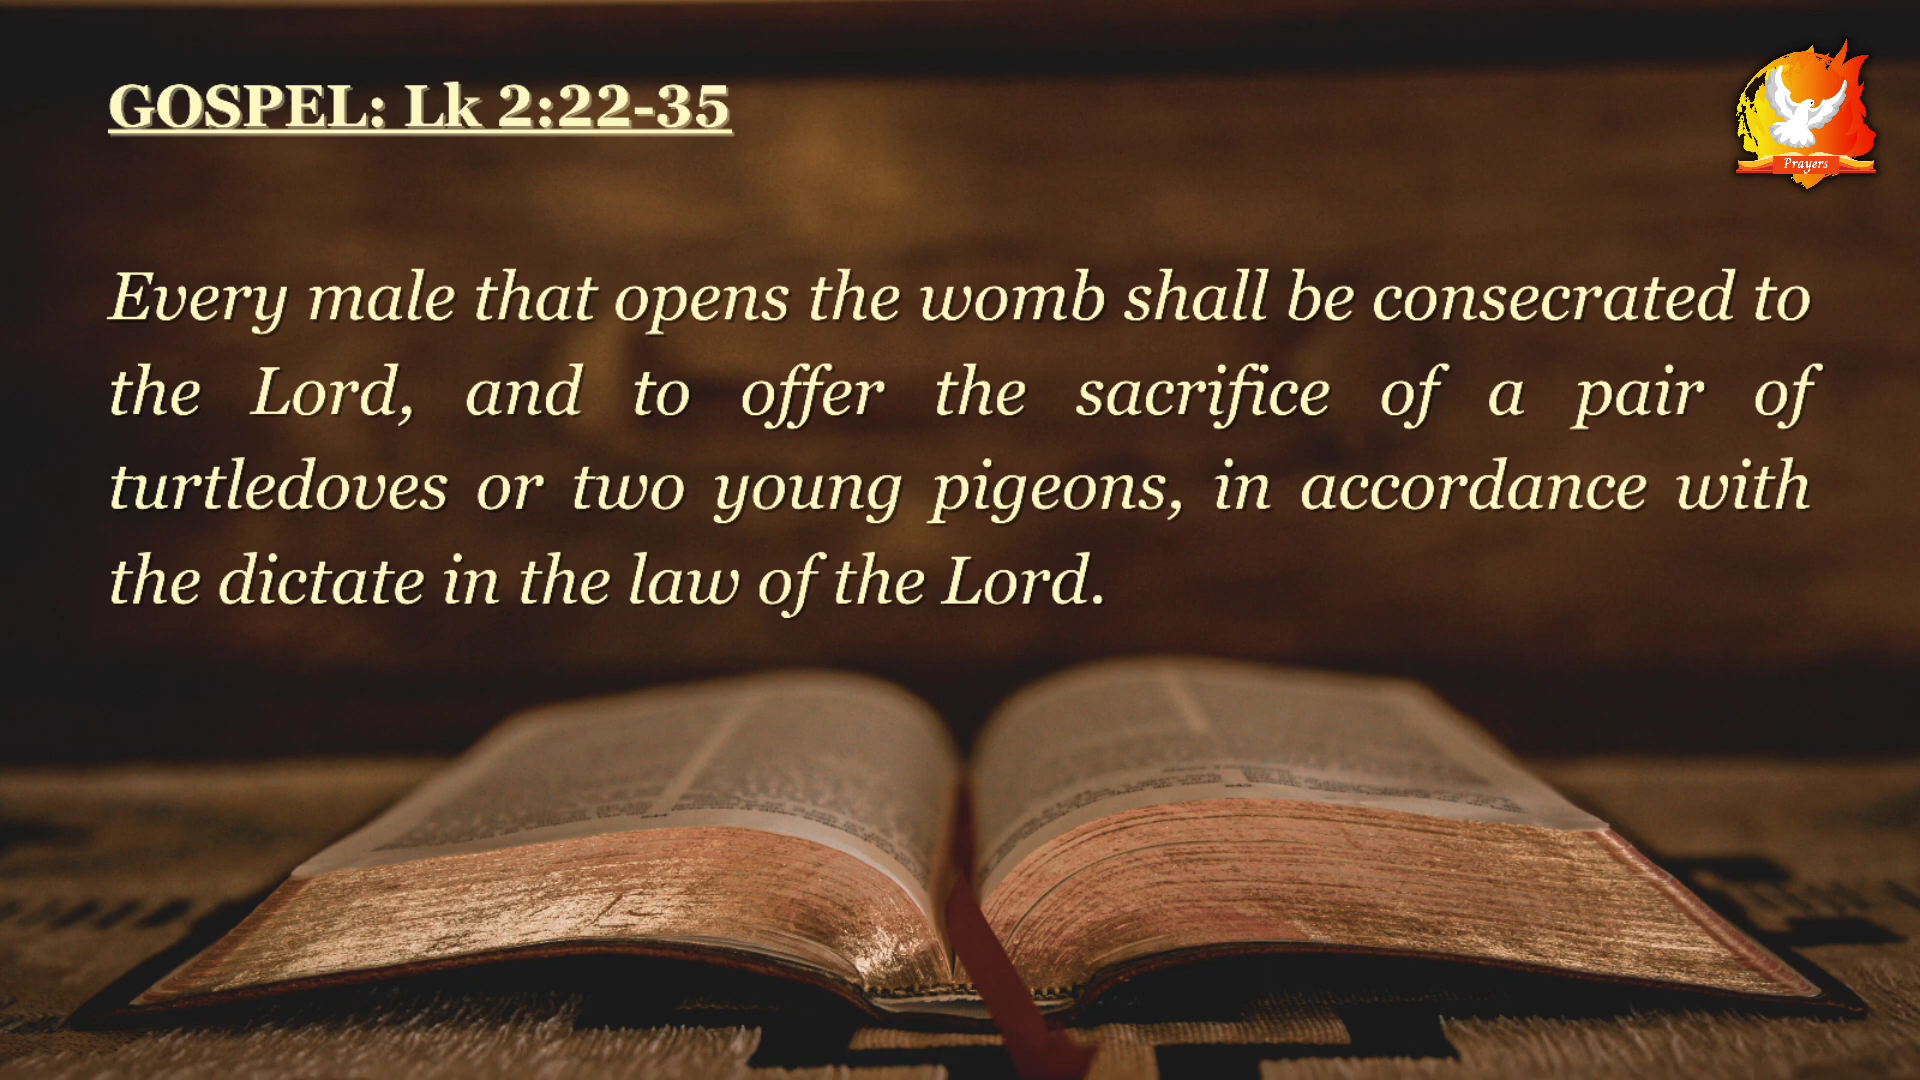 GOSPEL: Lk 2:22-35
Prayers
Every male that opens the womb shall be consecrated to
the Lord, and to offer the sacrifice of a pair of
turtledoves or two young pigeons, in accordance with
the dictate in the law of the Lord.